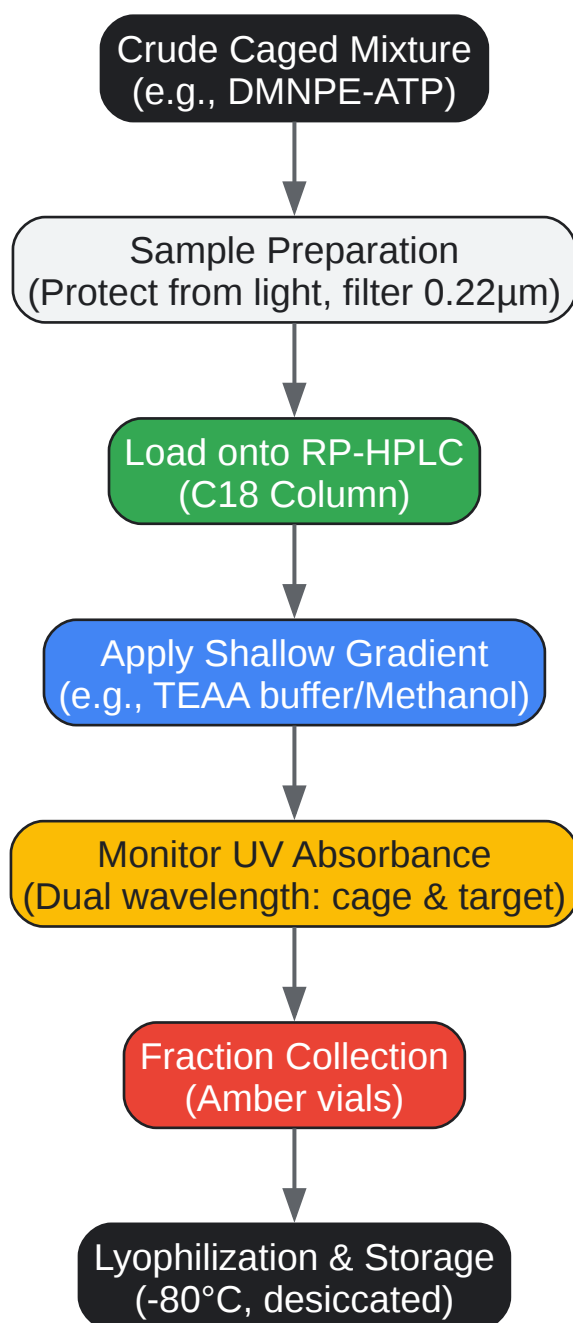 Crude Caged Mixture
(e.g., DMNPE-ATP)
Sample Preparation
(Protect from light, filter 0.22µm)
Load onto RP-HPLC
(C18 Column)
Apply Shallow Gradient
(e.g., TEAA buffer/Methanol)
Monitor UV Absorbance
(Dual wavelength: cage & target)
Fraction Collection
(Amber vials)
Lyophilization & Storage
(-80°C, desiccated)